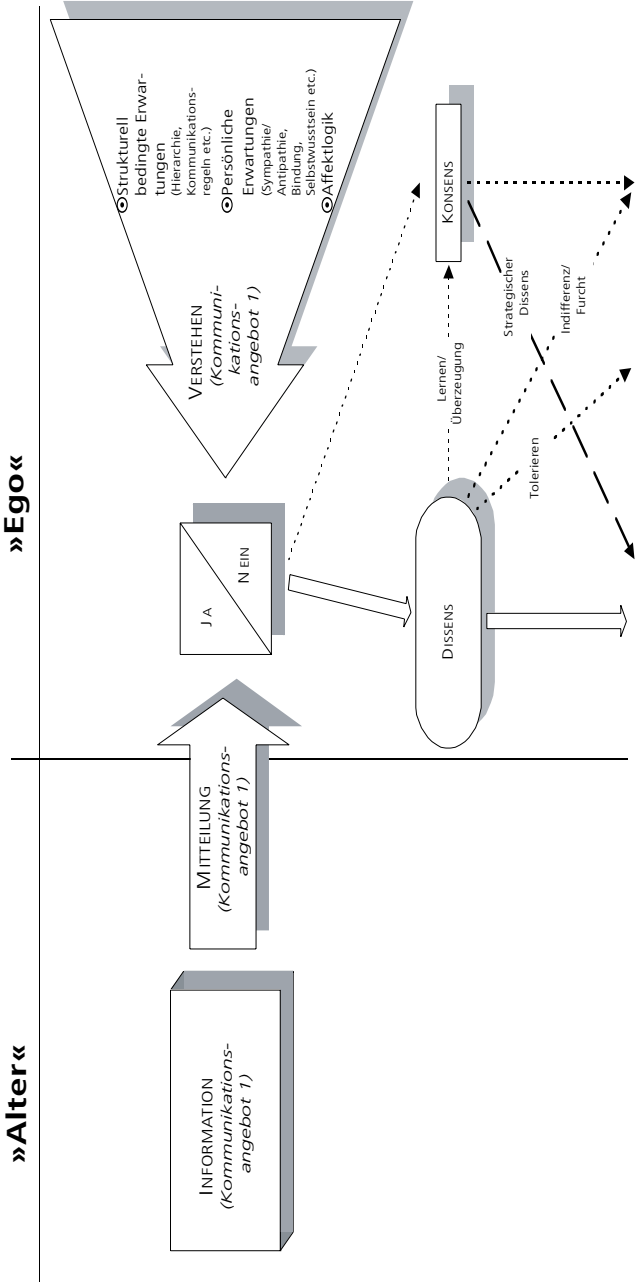 »Alter«
»Ego«
INFORMATION
(Kommunikations-
angebot 1)
MITTEILUNG
(Kommunikations-
angebot 1)
JA
NEIN
VERSTEHEN
(Kommuni-
kations-
angebot 1)
Strukturell
bedingte Erwar-
tungen
(Hierarchie,
Kommunikations-
regeln etc.)
Persönliche
Erwartungen
(Sympathie/
Antipathie,
Bindung,
Selbstwusstsein etc.)
Affektlogik
DISSENS
Lernen/
Überzeugung
KONSENS
Tolerieren
Strategischer
Dissens
Indifferenz/
Furcht